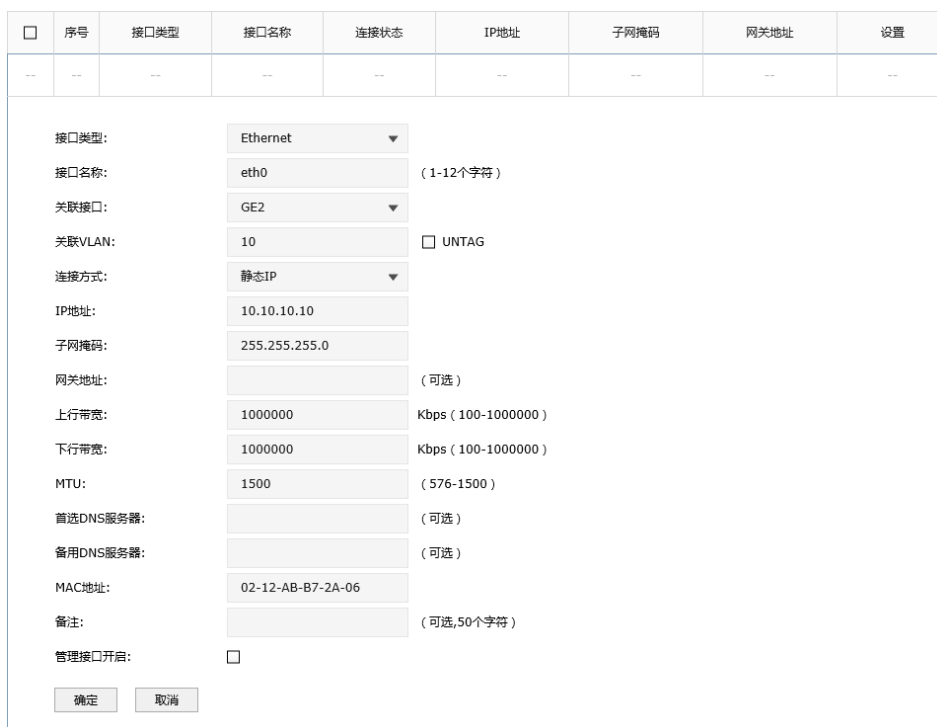 序号 接口类型 接口名称 连接状态 IP地址 子网掩码 网关地址 设置
-- -- -- -- -- -- -- -- --
接口类型: Ethernet
接口名称: eth0 (1-12个字符)
关联接口: GE2
关联VLAN: 10 UNTAG
连接方式: 静态IP
IP地址: 10.10.10.10
子网掩码: 255.255.255.0
网关地址: (可选)
上行带宽: 1000000 Kbps (100-1000000)
下行带宽: 1000000 Kbps (100-1000000)
MTU: 1500 (576-1500)
首选DNS服务器: (可选)
备用DNS服务器: (可选)
MAC地址: 02-12-AB-B7-2A-06
备注: (可选,50个字符)
管理接口开启:
确定 取消